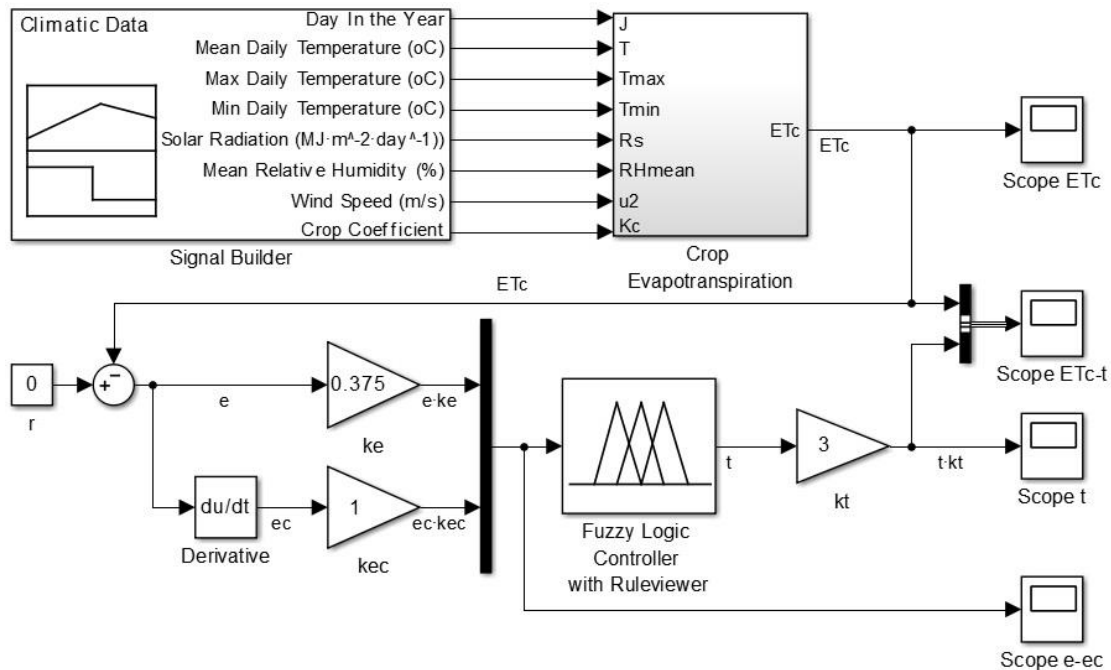 Climatic Data
Day In the Year
Mean Daily Temperature (oC)
Max Daily Temperature (oC)
Min Daily Temperature (oC)
Solar Radiation (MJ·m^-2·day^-1))
Mean Relative Humidity (%)
Wind Speed (m/s)
Crop Coefficient
Signal Builder
J
T
Tmax
Tmin
Rs
RHmean
u2
Kc
ETc
Crop
Evapotranspiration
ETc
Scope ETc
ETc
0
r
+
−
e
0.375
ke
e·ke
du/dt
Derivative
ec
1
kec
ec·kec
Fuzzy Logic
Controller
with Ruleviewer
t
3
kt
t·kt
Scope ETc-t
Scope t
Scope e-ec